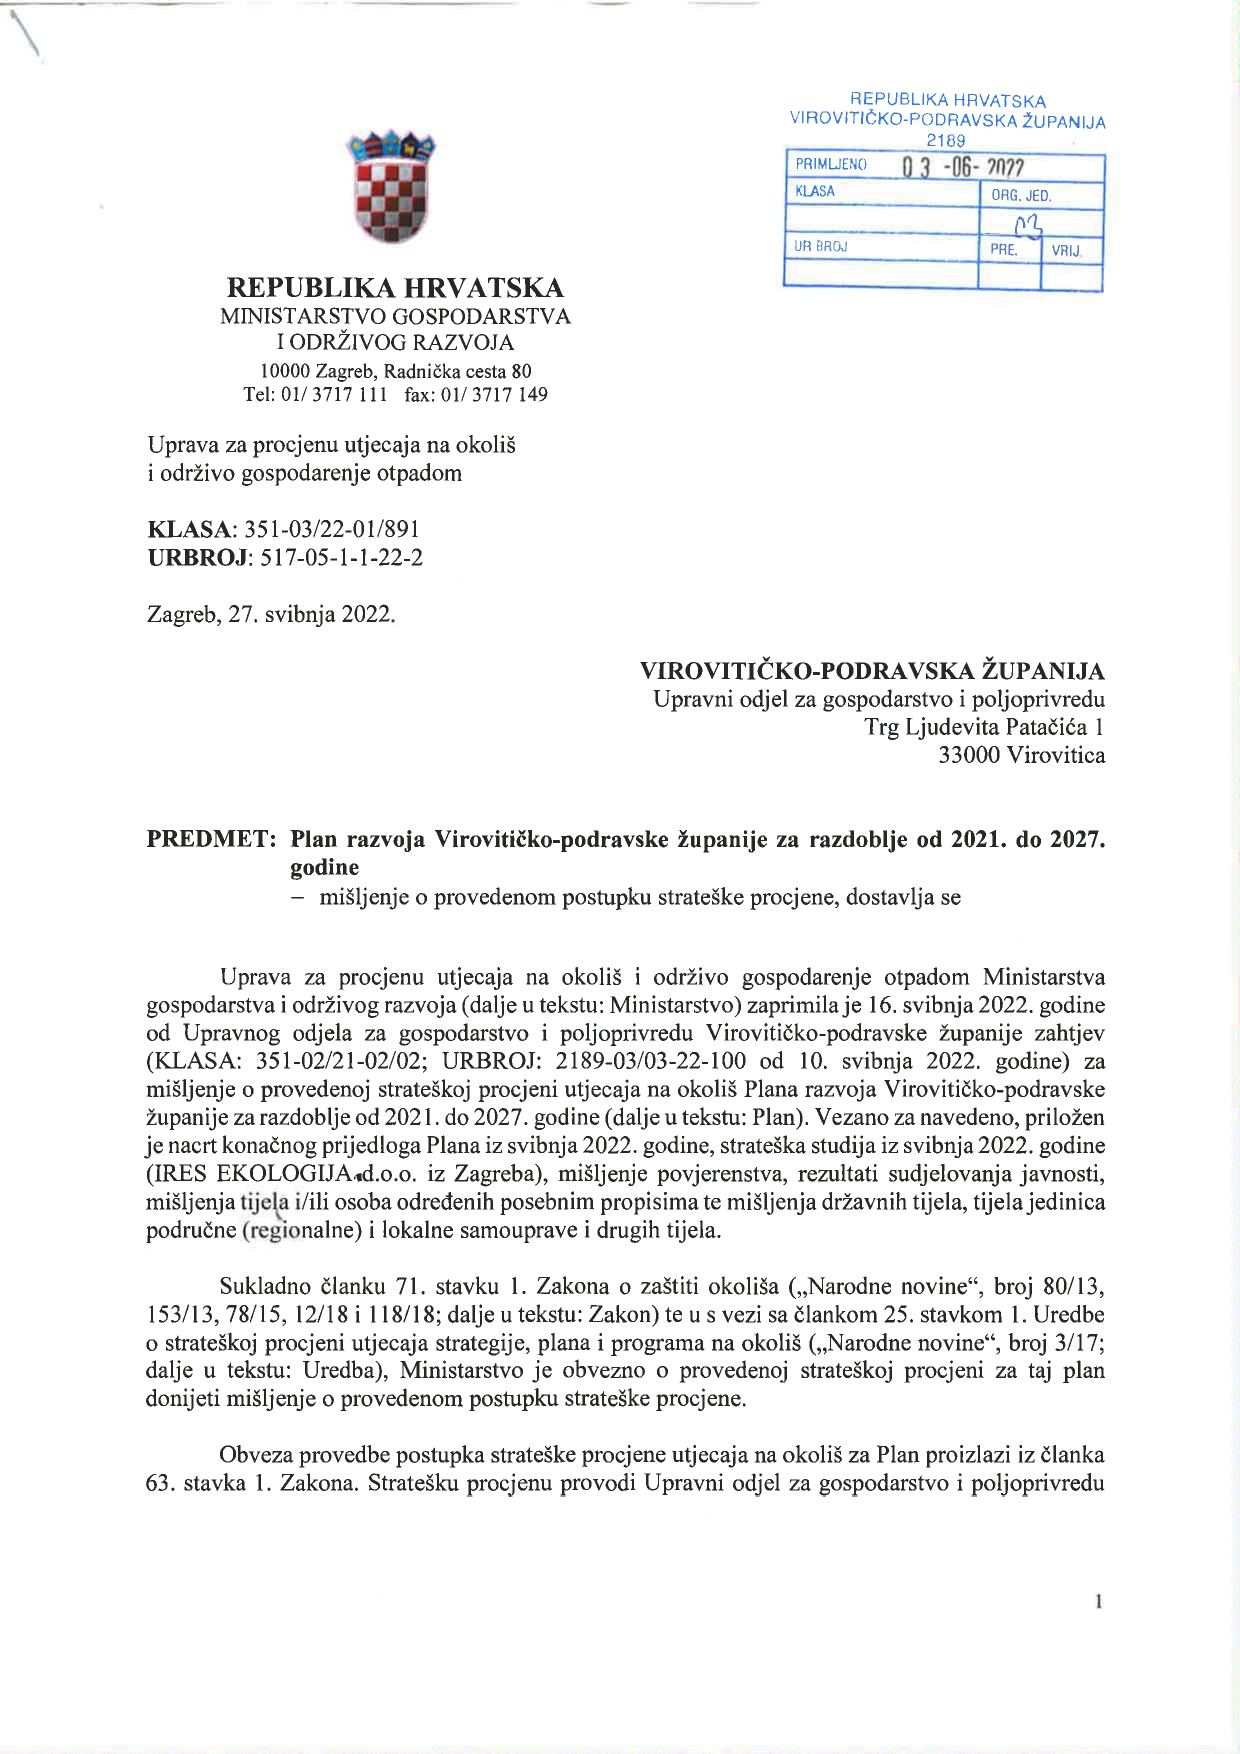 REPUBLIKA HRVATSKA
VIROVITIČKO-PODRAVSKA ŽUPANIJA
2189
PRIMLJENO 03-06-2022
KLASA
ORG. JED.
UR BROJ
PRE.
VRIJ.
REPUBLIKA HRVATSKA
MINISTARSTVO GOSPODARSTVA
I ODRŽIVOG RAZVOJA
10000 Zagreb, Radnička cesta 80
Tel: 01/ 3717 111 fax: 01/ 3717 149
Uprava za procjenu utjecaja na okoliš
i održivo gospodarenje otpadom
KLASA: 351-03/22-01/891
URBROJ: 517-05-1-1-22-2
Zagreb, 27. svibnja 2022.
VIROVITIČKO-PODRAVSKA ŽUPANIJA
Upravni odjel za gospodarstvo i poljoprivredu
Trg Ljudevita Patačića 1
33000 Virovitica
PREDMET: Plan razvoja Virovitičko-podravske županije za razdoblje od 2021. do 2027.
godine
– mišljenje o provedenom postupku strateške procjene, dostavlja se
Uprava za procjenu utjecaja na okoliš i održivo gospodarenje otpadom Ministarstva
gospodarstva i održivog razvoja (dalje u tekstu: Ministarstvo) zaprimila je 16. svibnja 2022. godine
od Upravnog odjela za gospodarstvo i poljoprivredu Virovitičko-podravske županije zahtjev
(KLASA: 351-02/21-02/02; URBROJ: 2189-03/03-22-100 od 10. svibnja 2022. godine) za
mišljenje o provedenoj strateškoj procjeni utjecaja na okoliš Plana razvoja Virovitičko-podravske
županije za razdoblje od 2021. do 2027. godine (dalje u tekstu: Plan). Vezano za navedeno, priložen
je nacrt konačnog prijedloga Plana iz svibnja 2022. godine, strateška studija iz svibnja 2022. godine
(IRES EKOLOGIJA d.o.o. iz Zagreba), mišljenje povjerenstva, rezultati sudjelovanja javnosti,
mišljenja tijela i/ili osoba određenih posebnim propisima te mišljenja državnih tijela, tijela jedinica
područne (regionalne) i lokalne samouprave i drugih tijela.
Sukladno članku 71. stavku 1. Zakona o zaštiti okoliša („Narodne novine“, broj 80/13,
153/13, 78/15, 12/18 i 118/18; dalje u tekstu: Zakon) te u s vezi sa člankom 25. stavkom 1. Uredbe
o strateškoj procjeni utjecaja strategije, plana i programa na okoliš („Narodne novine“, broj 3/17;
dalje u tekstu: Uredba), Ministarstvo je obvezno o provedenoj strateškoj procjeni za taj plan
donijeti mišljenje o provedenom postupku strateške procjene.
Obveza provedbe postupka strateške procjene utjecaja na okoliš za Plan proizlazi iz članka
63. stavka 1. Zakona. Stratešku procjenu provodi Upravni odjel za gospodarstvo i poljoprivredu
1